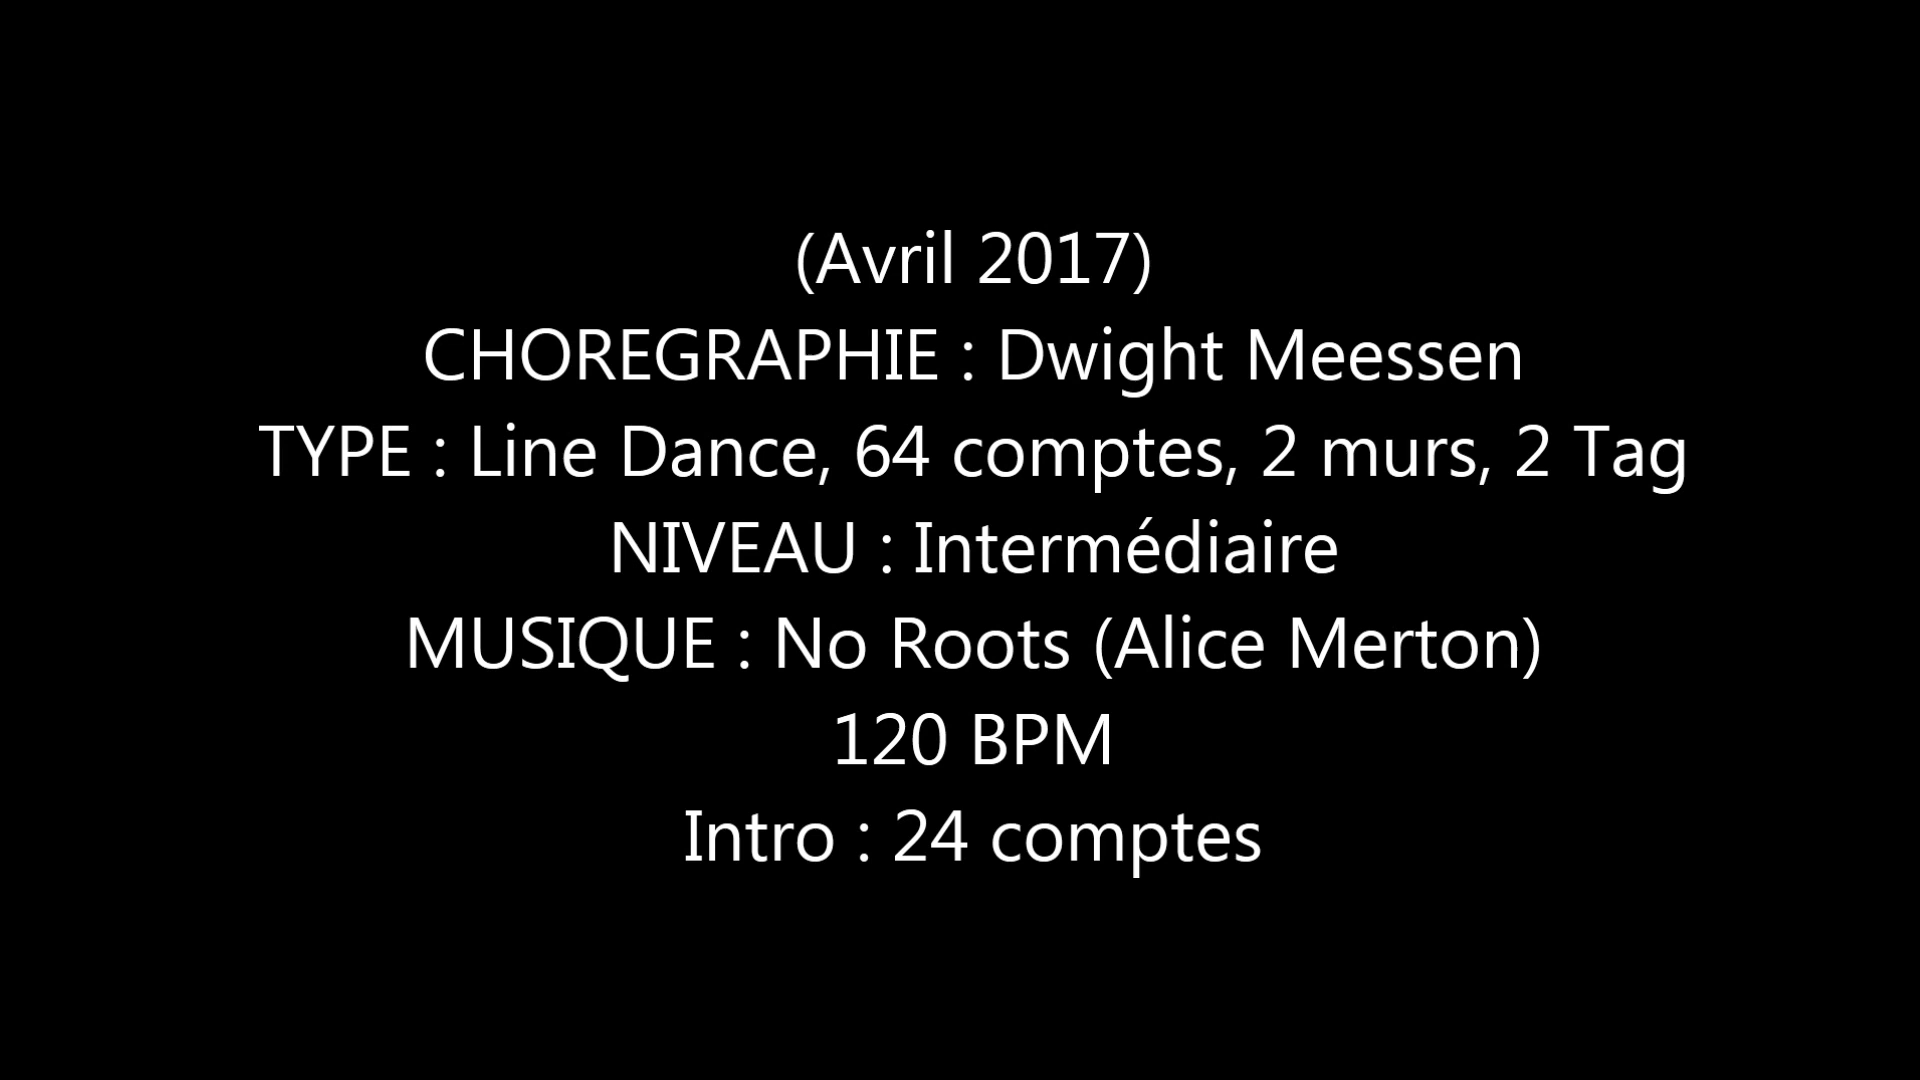 (Avril 2017)
CHOREGRAPHIE : Dwight Meessen
TYPE : Line Dance, 64 comptes, 2 murs, 2 Tag
NIVEAU : Intermédiaire
MUSIQUE : No Roots (Alice Merton)
120 BPM
Intro : 24 comptes